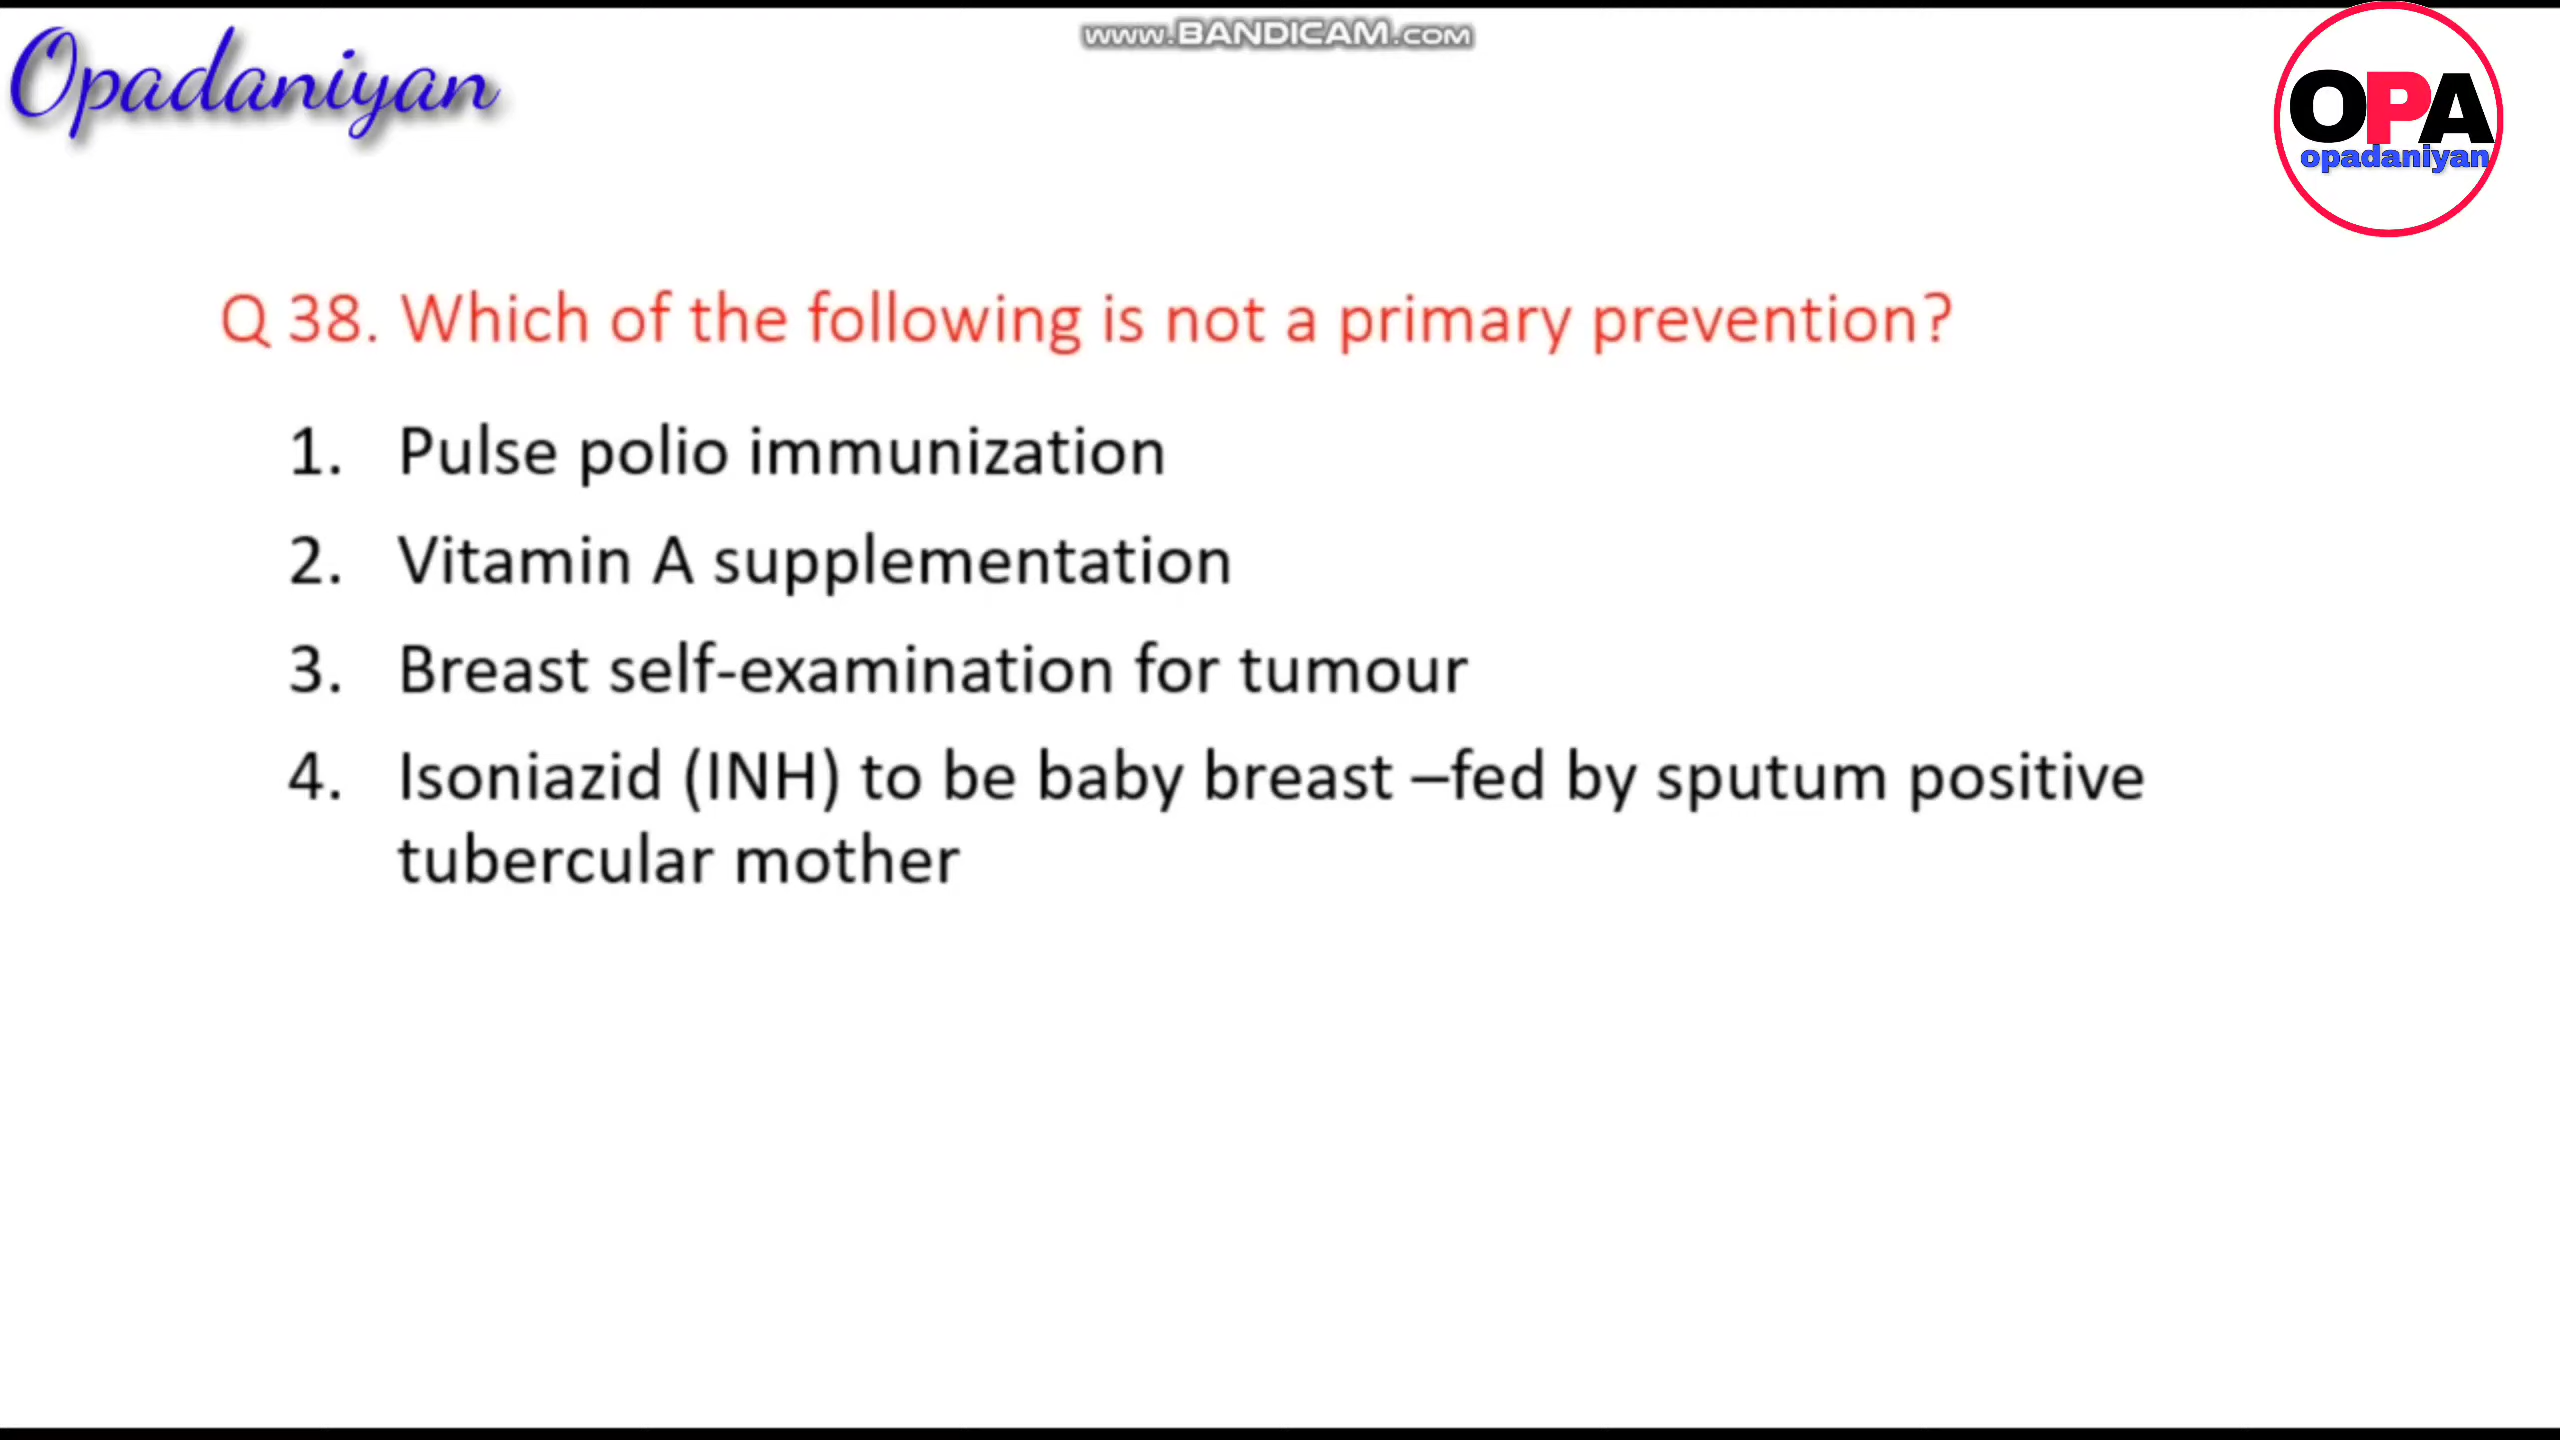 www.BANDICAM.com
Opadaniyan
OPA
opadaniyan
Q 38. Which of the following is not a primary prevention?
1. Pulse polio immunization
2. Vitamin A supplementation
3. Breast self-examination for tumour
4. Isoniazid (INH) to be baby breast –fed by sputum positive
tubercular mother